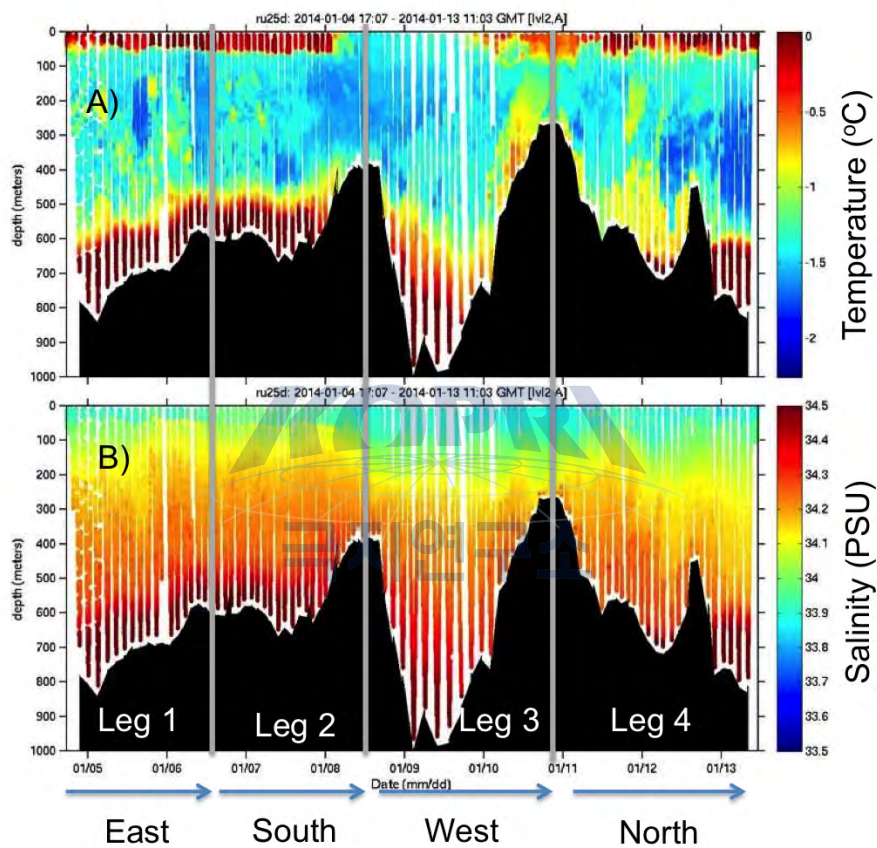 ru25d: 2014-01-04 17:07 - 2014-01-13 11:03 GMT [lvl2,A]
A)
depth (meters)
0
100
200
300
400
500
600
700
800
900
1000
0
-0.5
-1
-1.5
-2
Temperature (°C)
ru25d: 2014-01-04 17:07 - 2014-01-13 11:03 GMT [lvl2,A]
B)
depth (meters)
0
100
200
300
400
500
600
700
800
900
1000
KOPRI
극지연구소
34.5
34.4
34.3
34.2
34.1
34
33.9
33.8
33.7
33.6
33.5
Salinity (PSU)
Leg 1 Leg 2 Leg 3 Leg 4
01/05 01/06 01/07 01/08 01/09 01/10 01/11 01/12 01/13
Date (mm/dd)
East South West North